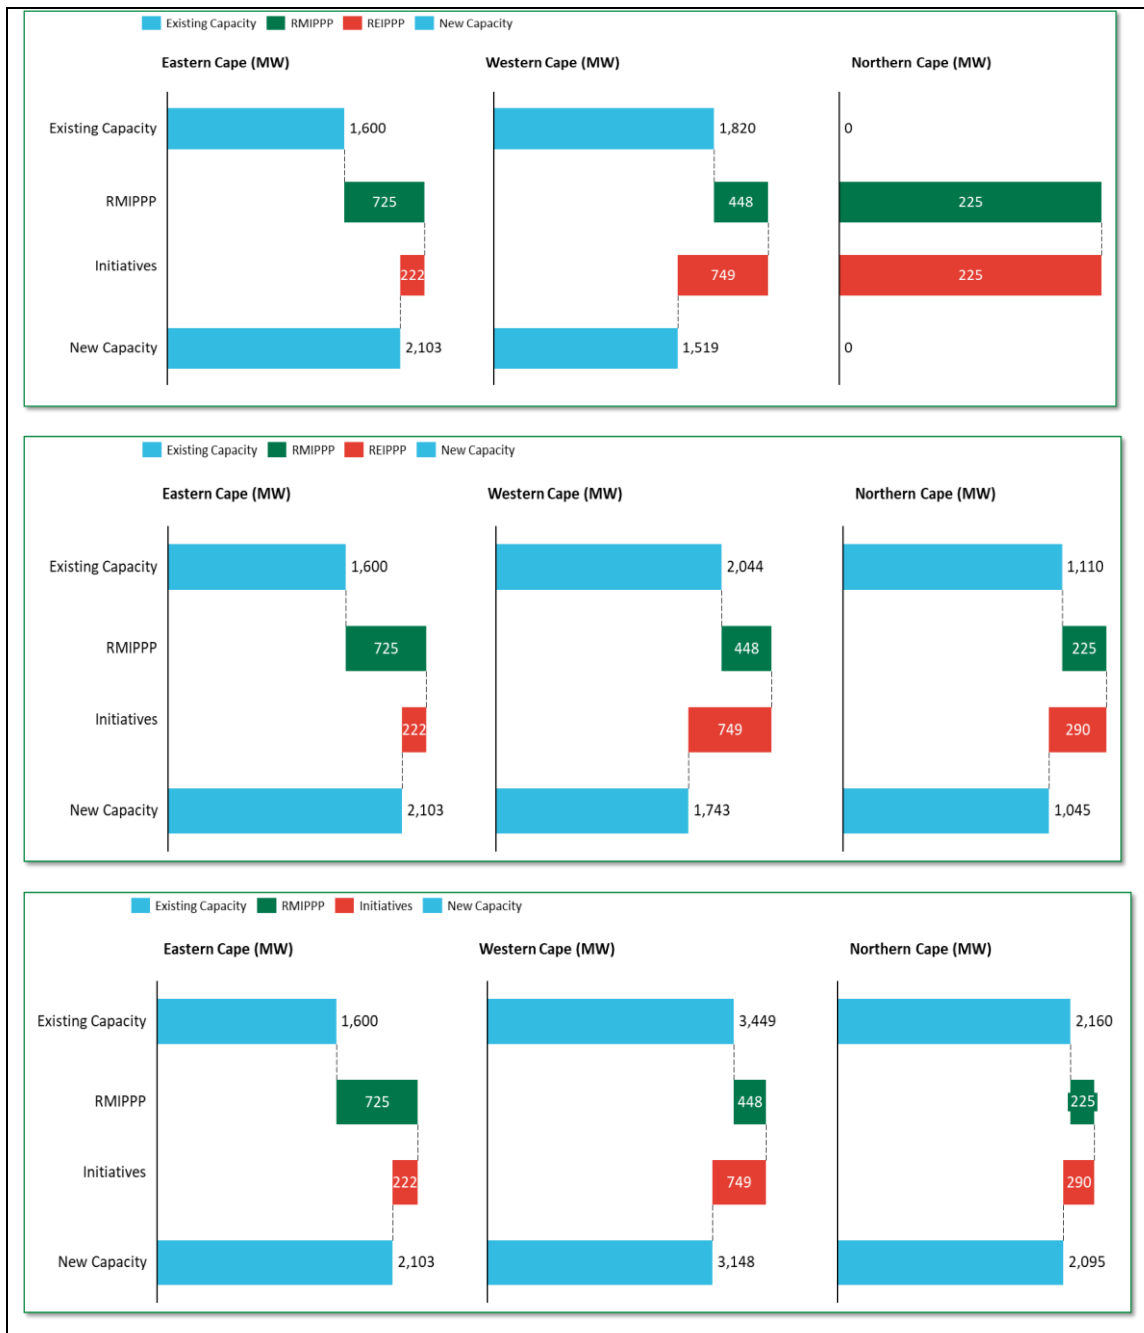 Existing Capacity RMIPPP REIPPP New Capacity
Eastern Cape (MW) Western Cape (MW) Northern Cape (MW)
Existing Capacity 1,600 1,820 0
RMIPPP 725 448 225
Initiatives 222 749 225
New Capacity 2,103 1,519 0
Existing Capacity RMIPPP REIPPP New Capacity
Eastern Cape (MW) Western Cape (MW) Northern Cape (MW)
Existing Capacity 1,600 2,044 1,110
RMIPPP 725 448 225
Initiatives 222 749 290
New Capacity 2,103 1,743 1,045
Existing Capacity RMIPPP Initiatives New Capacity
Eastern Cape (MW) Western Cape (MW) Northern Cape (MW)
Existing Capacity 1,600 3,449 2,160
RMIPPP 725 448 225
Initiatives 222 749 290
New Capacity 2,103 3,148 2,095